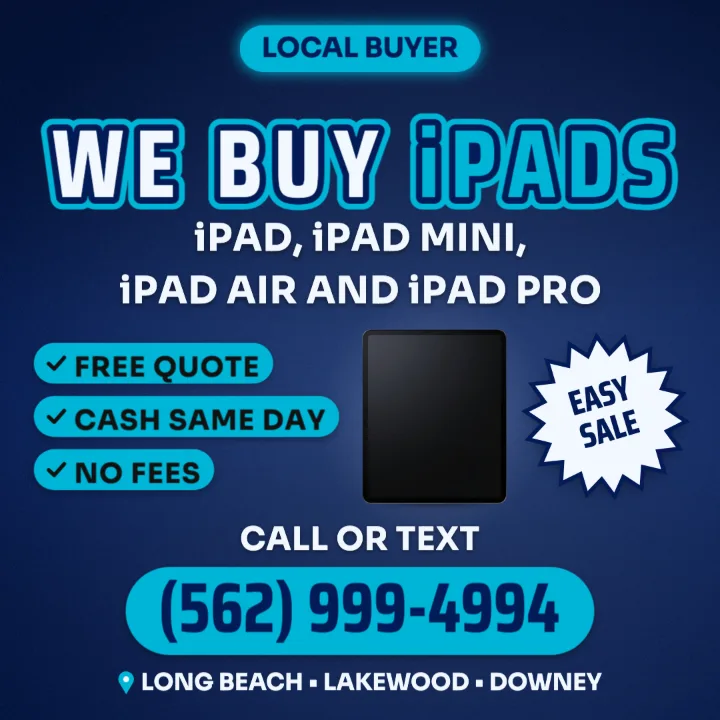 LOCAL BUYER
WE BUY iPADS
iPAD, iPAD MINI,
iPAD AIR AND iPAD PRO
✓ FREE QUOTE
✓ CASH SAME DAY
✓ NO FEES
EASY
SALE
CALL OR TEXT
(562) 999-4994
LONG BEACH ▪ LAKEWOOD ▪ DOWNEY